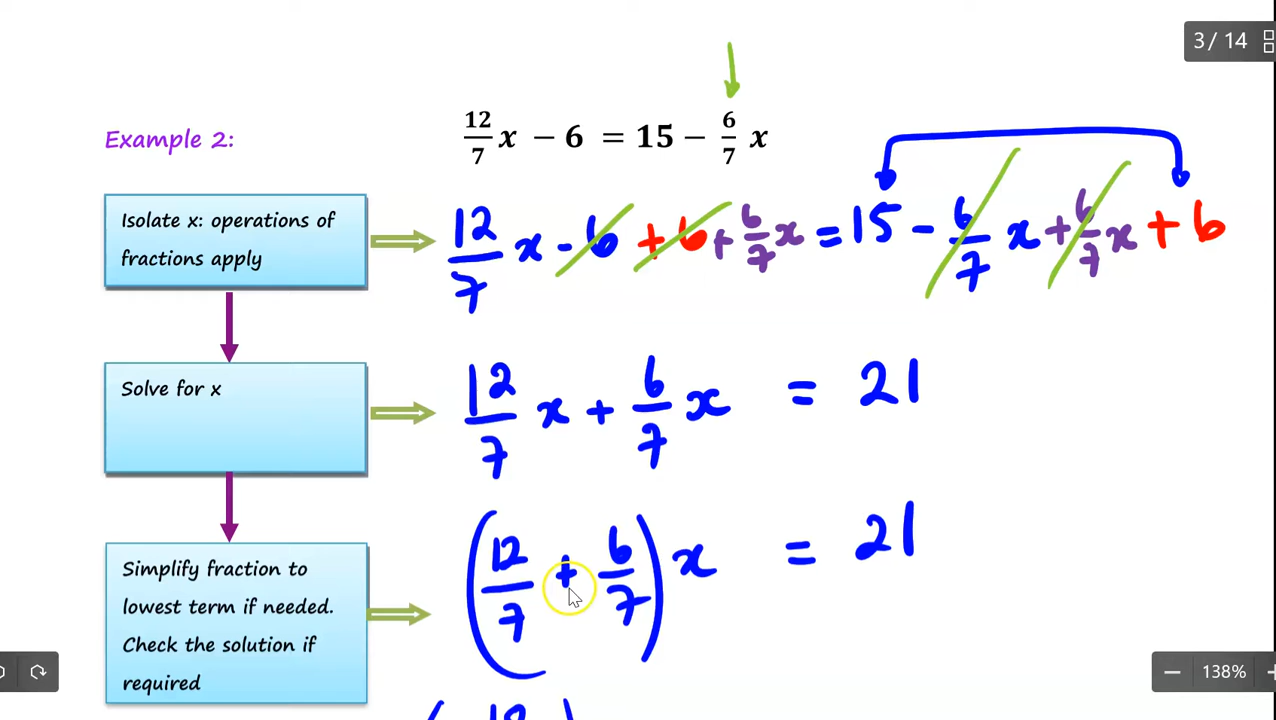 3 / 14
Example 2:
12/7 x − 6 = 15 − 6/7 x
Isolate x: operations of
fractions apply
12/7 x - 6 + 6 + 6/7 x = 15 - 6/7 x + 6/7 x + 6
Solve for x
12/7 x + 6/7 x = 21
Simplify fraction to
lowest term if needed.
Check the solution if
required
(12/7 + 6/7) x = 21
138%